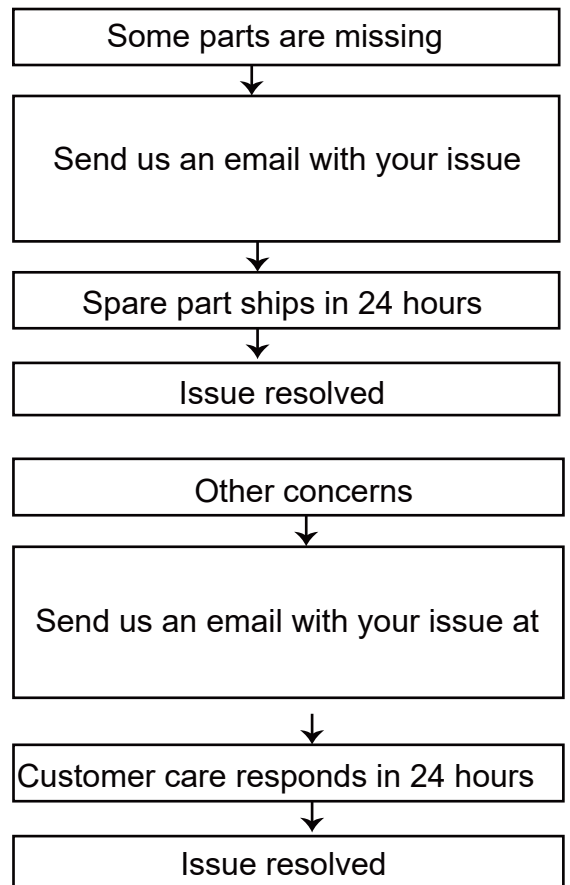 Some parts are missing
Send us an email with your issue
Spare part ships in 24 hours
Issue resolved
Other concerns
Send us an email with your issue at
Customer care responds in 24 hours
Issue resolved